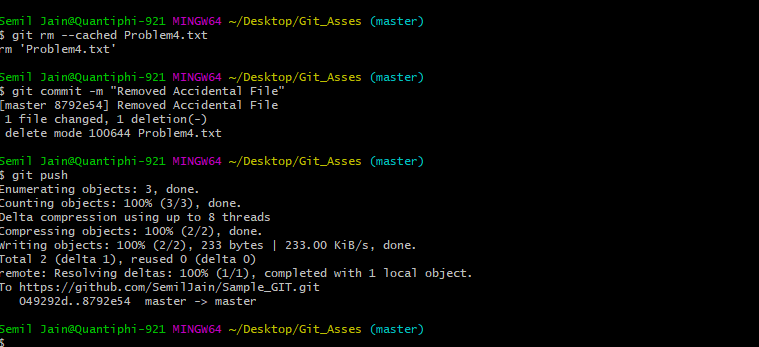 Semil Jain@Quantiphi-921 MINGW64 ~/Desktop/Git_Asses (master)
$ git rm --cached Problem4.txt
rm 'Problem4.txt'
Semil Jain@Quantiphi-921 MINGW64 ~/Desktop/Git_Asses (master)
$ git commit -m "Removed Accidental File"
[master 8792e54] Removed Accidental File
1 file changed, 1 deletion(-)
delete mode 100644 Problem4.txt
Semil Jain@Quantiphi-921 MINGW64 ~/Desktop/Git_Asses (master)
$ git push
Enumerating objects: 3, done.
Counting objects: 100% (3/3), done.
Delta compression using up to 8 threads
Compressing objects: 100% (2/2), done.
Writing objects: 100% (2/2), 233 bytes | 233.00 KiB/s, done.
Total 2 (delta 1), reused 0 (delta 0)
remote: Resolving deltas: 100% (1/1), completed with 1 local object.
To https://github.com/SemilJain/Sample_GIT.git
049292d..8792e54  master -> master
Semil Jain@Quantiphi-921 MINGW64 ~/Desktop/Git_Asses (master)
$